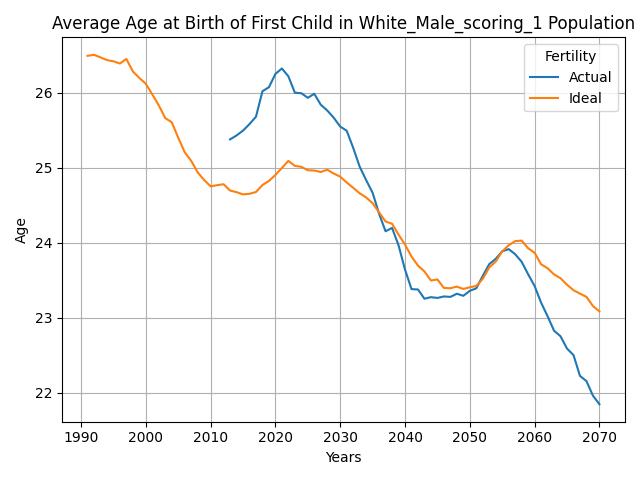 Average Age at Birth of First Child in White_Male_scoring_1 Population
Fertility
Actual
Ideal
26
25
24
23
22
Age
1990
2000
2010
2020
2030
2040
2050
2060
2070
Years